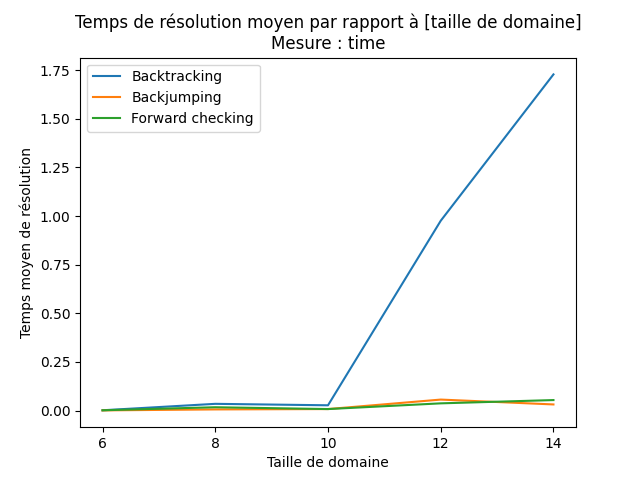 Temps de résolution moyen par rapport à [taille de domaine]
Mesure : time
Backtracking
Backjumping
Forward checking
1.75
1.50
1.25
1.00
0.75
0.50
0.25
0.00
Temps moyen de résolution
6 8 10 12 14
Taille de domaine